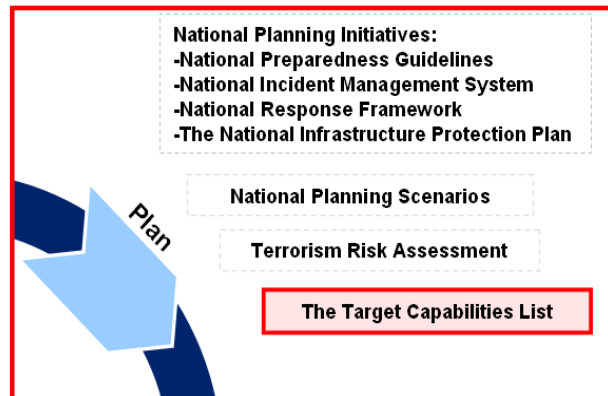 National Planning Initiatives:
-National Preparedness Guidelines
-National Incident Management System
-National Response Framework
-The National Infrastructure Protection Plan
National Planning Scenarios
Plan
Terrorism Risk Assessment
The Target Capabilities List